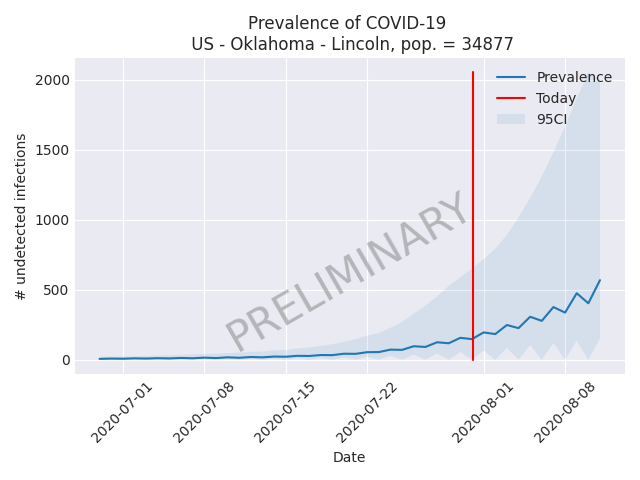 Prevalence of COVID-19
US - Oklahoma - Lincoln, pop. = 34877
2000
1500
1000
500
0
# undetected infections
Prevalence
Today
95CI
PRELIMINARY
2020-07-01
2020-07-08
2020-07-15
2020-07-22
2020-08-01
2020-08-08
Date